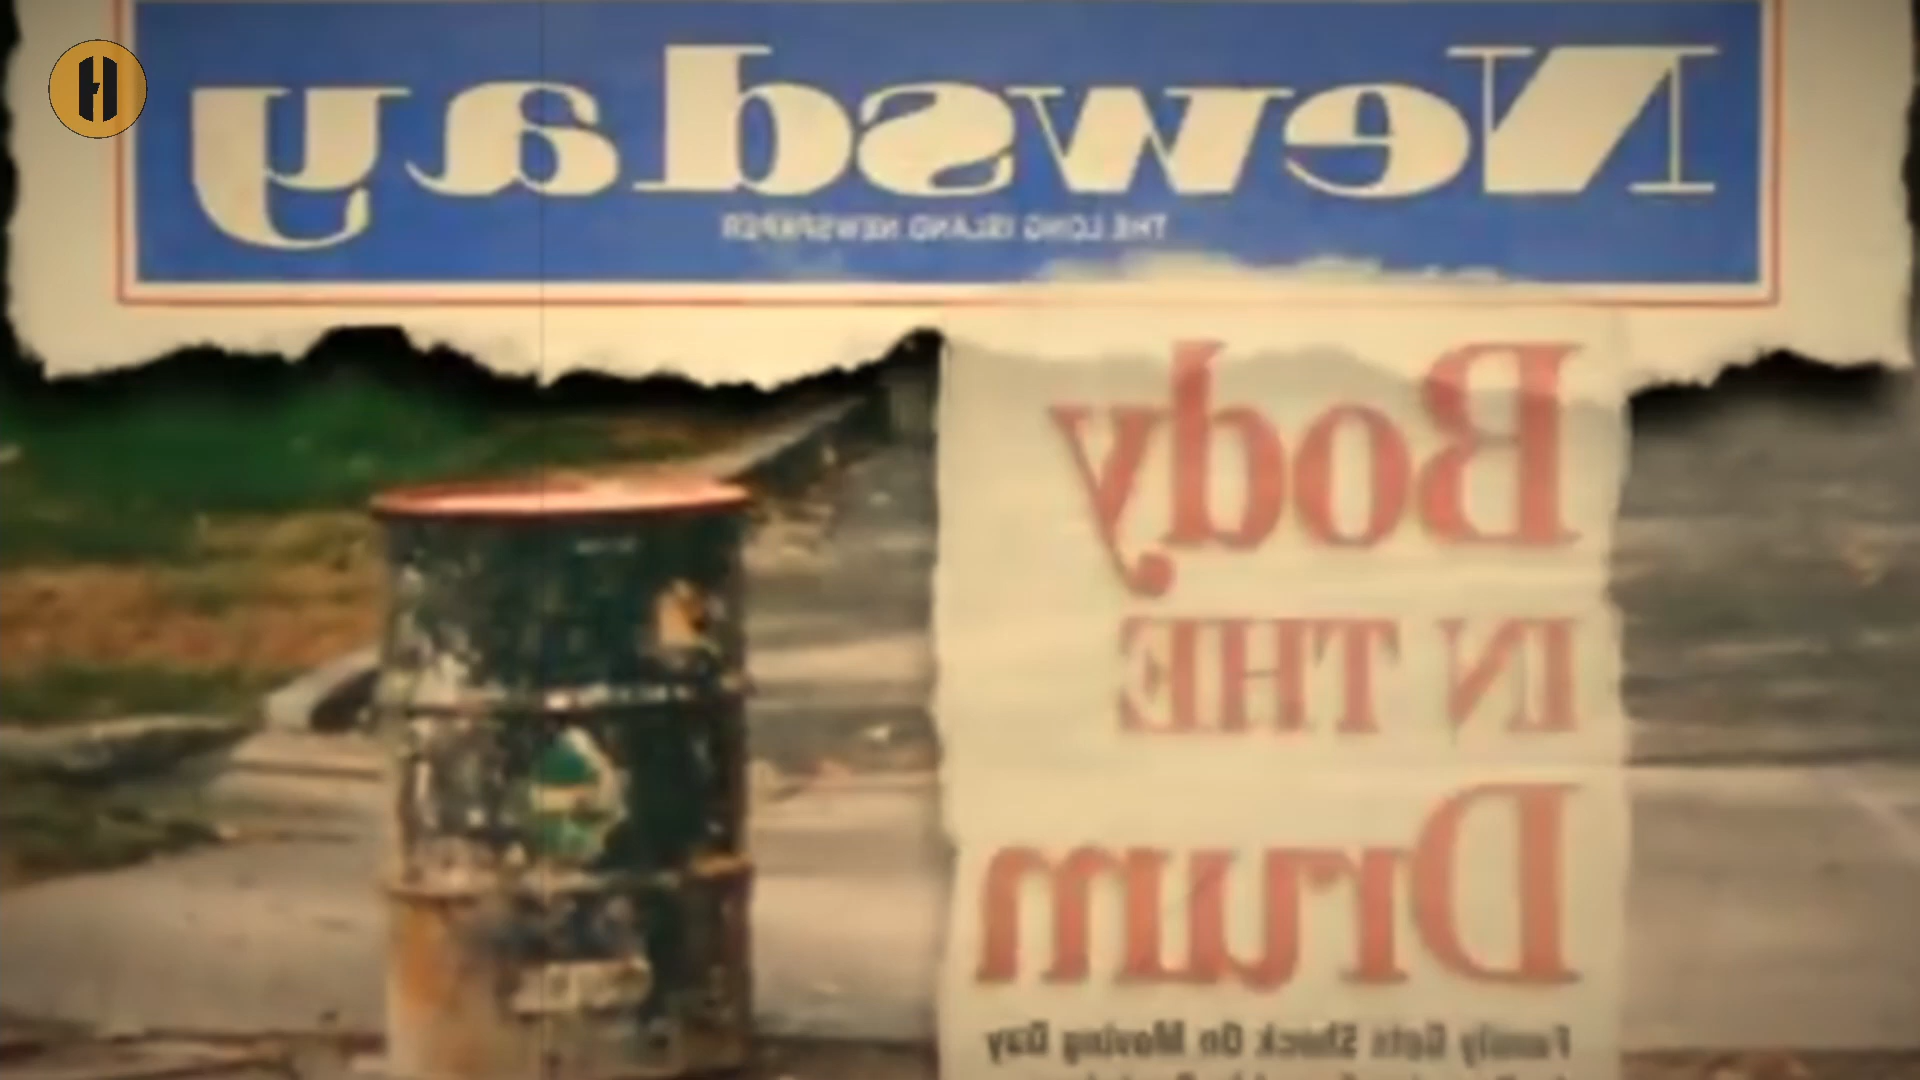 H
Newsday
THE LONG ISLAND NEWSPAPER
Body
IN THE
Drum
Family Gets Shock On Moving Day